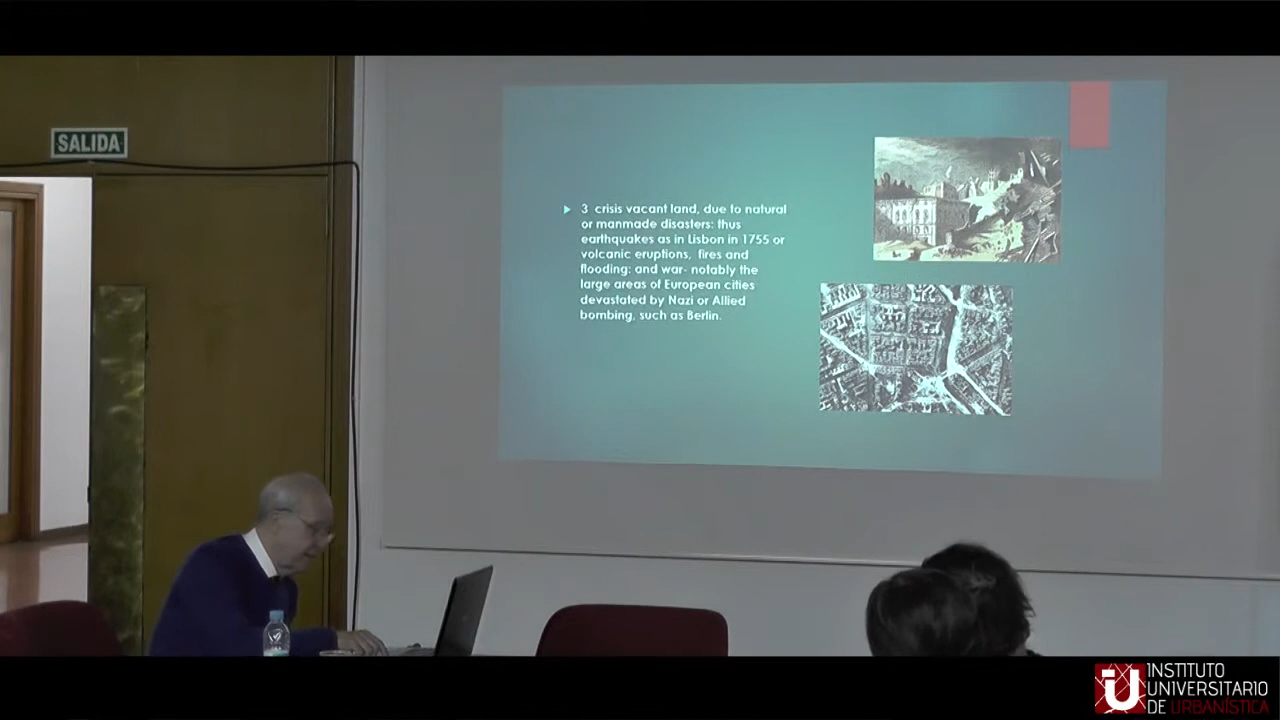 SALIDA
3 crisis vacant land, due to natural
or manmade disasters: thus
earthquakes as in Lisbon in 1755 or
volcanic eruptions, fires and
flooding: and war- notably the
large areas of European cities
devastated by Nazi or Allied
bombing, such as Berlin.
IU
INSTITUTO
UNIVERSITARIO
DE URBANÍSTICA